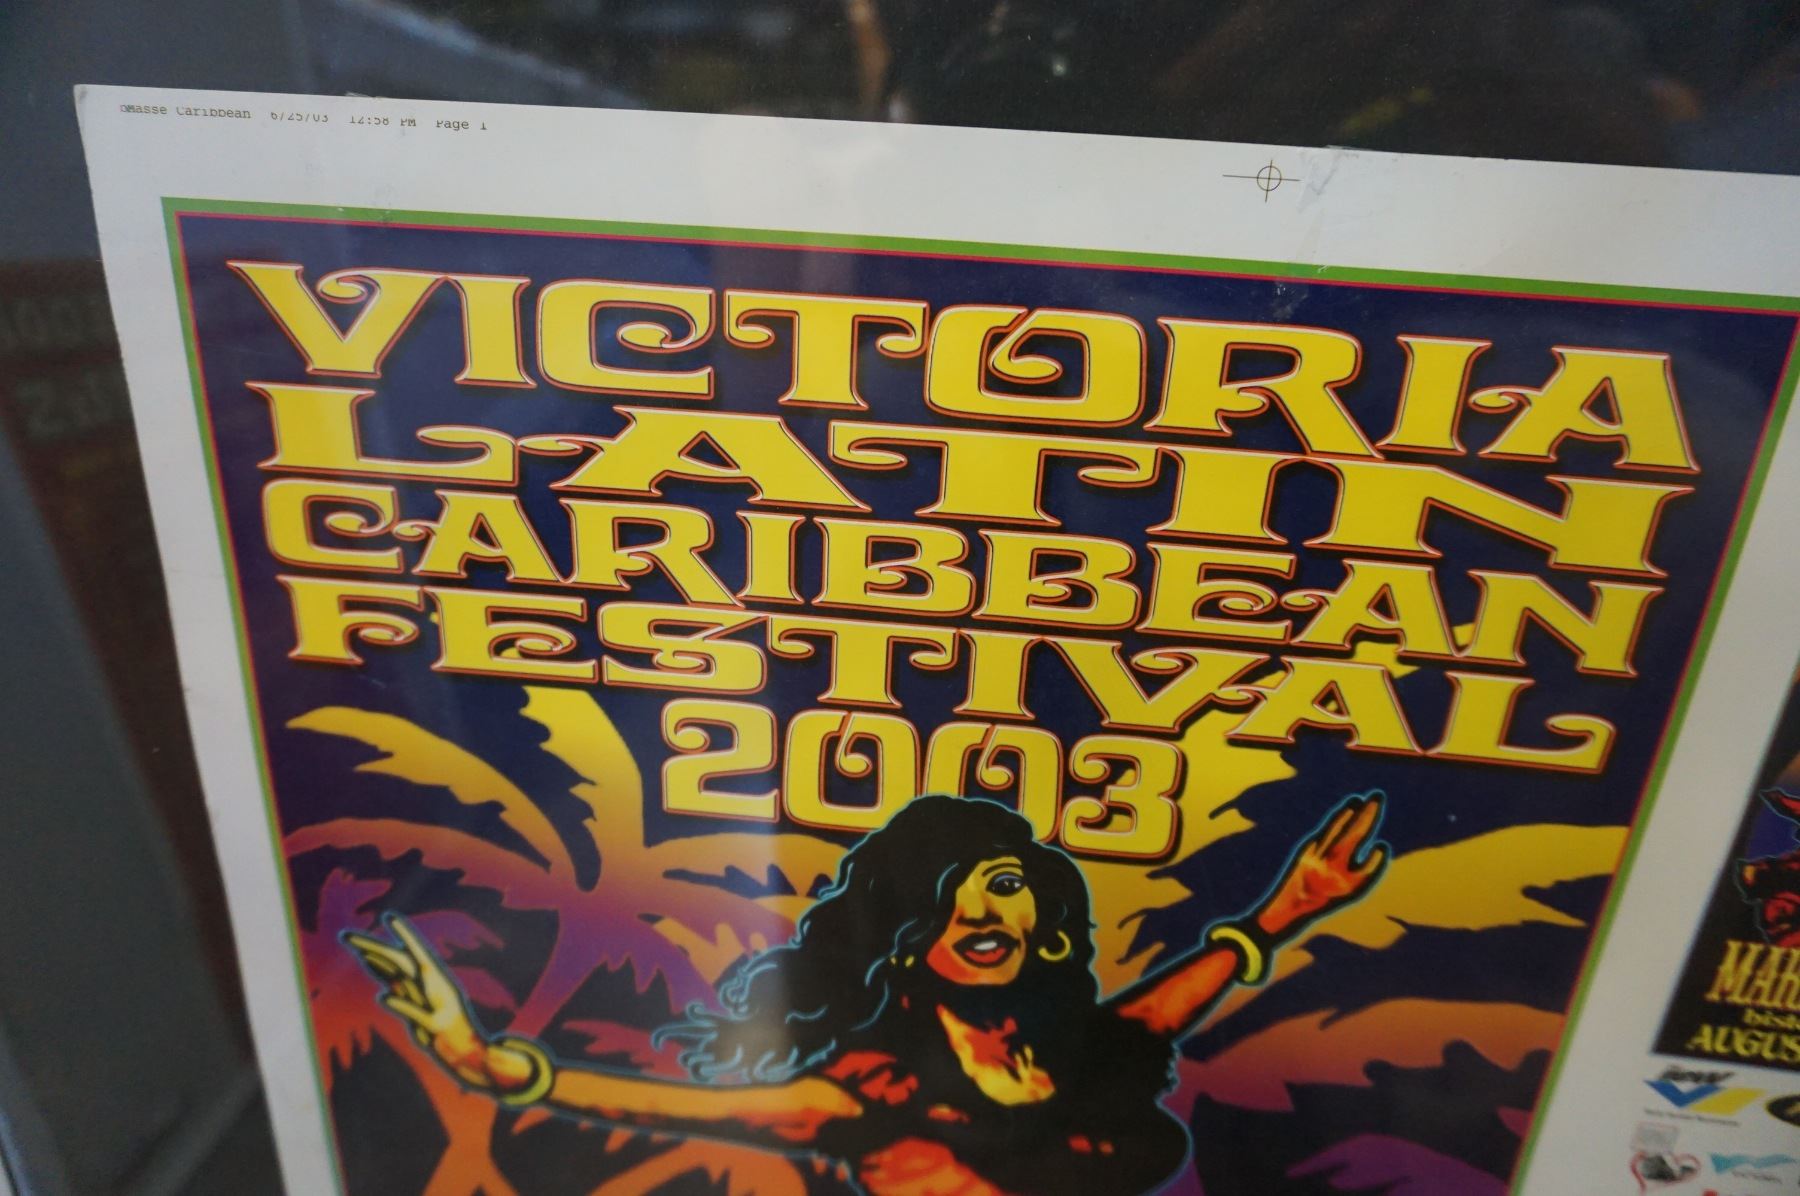 Masse Caribbean 6/25/03 12:58 PM Page 1
VICTORIA
LATIN
CARIBBEAN
FESTIVAL
2003